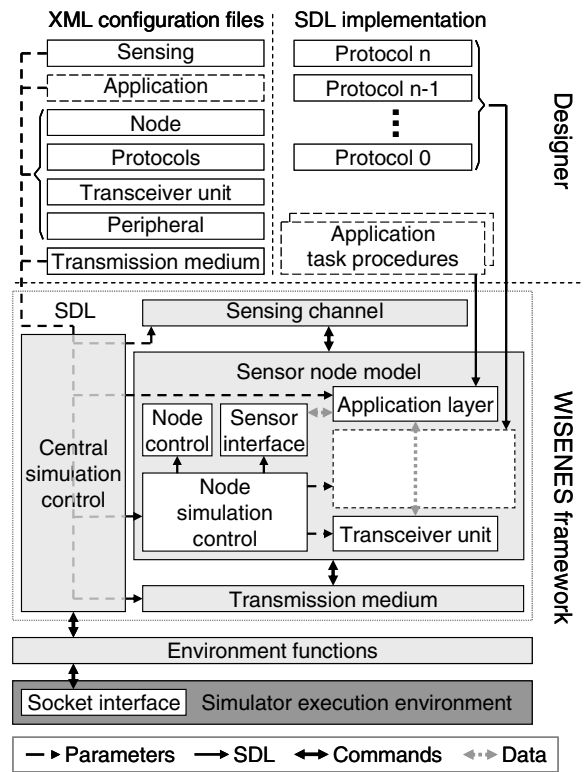 XML configuration files
SDL implementation
Sensing
Application
Node
Protocols
Transceiver unit
Peripheral
Transmission medium
Protocol n
Protocol n-1
Protocol 0
Application
task procedures
Designer
SDL
Sensing channel
Central
simulation
control
Sensor node model
Application layer
Node
control
Sensor
interface
Node
simulation
control
Transceiver unit
Transmission medium
WISENES framework
Environment functions
Socket interface
Simulator execution environment
Parameters
SDL
Commands
Data